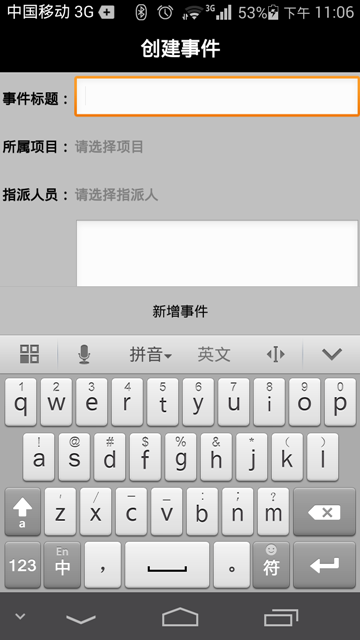 中国移动 3G 3G 53% 下午 11:06
创建事件
事件标题：
所属项目： 请选择项目
指派人员： 请选择指派人
新增事件
拼音 英文
1 2 3 4 5 6 7 8 9 0
q w e r t y u i o p
! @ # $ % & * ( )
a s d f g h j k l
' / - _ : ; ?
a z x c v b n m
123 En 中 ， 。 符